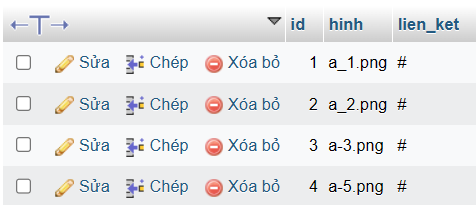 id hinh lien_ket
Sửa Chép Xóa bỏ 1 a_1.png #
Sửa Chép Xóa bỏ 2 a_2.png #
Sửa Chép Xóa bỏ 3 a-3.png #
Sửa Chép Xóa bỏ 4 a-5.png #